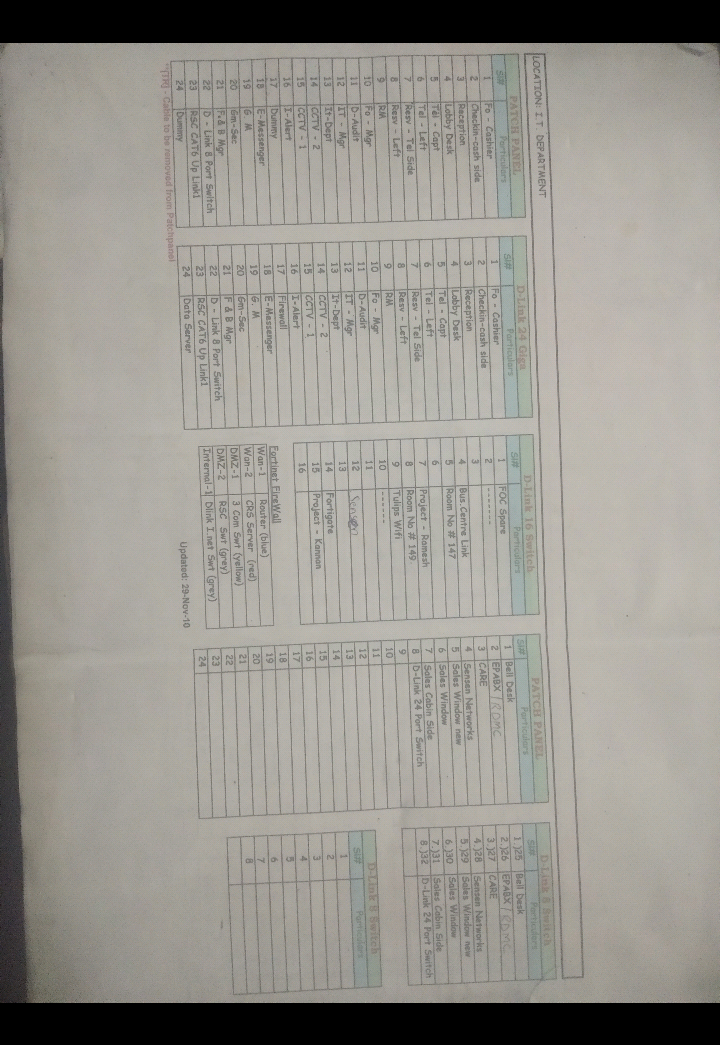 LOCATION: I.T. DEPARTMENT
PATCH PANEL
Sl# Particulars
1 Fo - Cashier
2 Checkin-cash side
3 Reception
4 Lobby Desk
5 Tel - Capt
6 Tel - Left
7 Resv - Tel Side
8 Resv - Left
9 RM
10 Fo - Mgr
11 D-Audit
12 IT - Mgr
13 It-Dept
14 CCTV - 2
15 CCTV - 1
16 I-Alert
17 Dummy
18 E-Messenger
19 G. M
20 Gm-Sec
21 F & B Mgr
22 D - Link 8 Port Switch
23 RSC CAT6 Up Link1
24 Dummy
- Cable to be removed from Patchpanel
D-Link 24 Giga
Sl# Particulars
1 Fo - Cashier
2 Checkin-cash side
3 Reception
4 Lobby Desk
5 Tel - Capt
6 Tel - Left
7 Resv - Tel Side
8 Resv - Left
9 RM
10 Fo - Mgr
11 D-Audit
12 IT - Mgr
13 It-Dept
14 CCTV - 2
15 CCTV - 1
16 I-Alert
17 Firewall
18 E-Messenger
19 G. M
20 Gm-Sec
21 F & B Mgr
22 D - Link 8 Port Switch
23 RSC CAT6 Up Link1
24 Data Server
D-Link 16 Switch
Sl# Particulars
1 FOC Spare
2 -------
3
4 Bus.Centre Link
5 Room No # 147
6
7 Project - Ramesh
8 Room No # 149
9 Tulips Wifi
10 -------
11
12
13
14 Fortigate
15 Project - Kannan
16
Fortinet FireWall
Wan-1 Router (blue)
Wan-2 CRS Server (red)
DMZ-1 3 Com Swt (yellow)
DMZ-2 RSC Swt (grey)
Internal-1 Dlink I.net Swt (grey)
Updated: 29-Nov-10
PATCH PANEL
Sl# Particulars
1 Bell Desk
2 EPABX / RDMC
3 CARE
4 Sensen Networks
5 Sales Window new
6 Sales Window
7 Sales Cabin Side
8 D-Link 24 Port Switch
9
10
11
12
13
14
15
16
17
18
19
20
21
22
23
24
D.Link 8 Switch
Sl# Particulars
1 )25 Bell Desk
2 )26 EPABX / RDMC
3 )27 CARE
4 )28 Sensen Networks
5 )29 Sales Window new
6 )30 Sales Window
7 )31 Sales Cabin Side
8 )32 D-Link 24 Port Switch
D-Link 8 Switch
Sl# Particulars
1
2
3
4
5
6
7
8